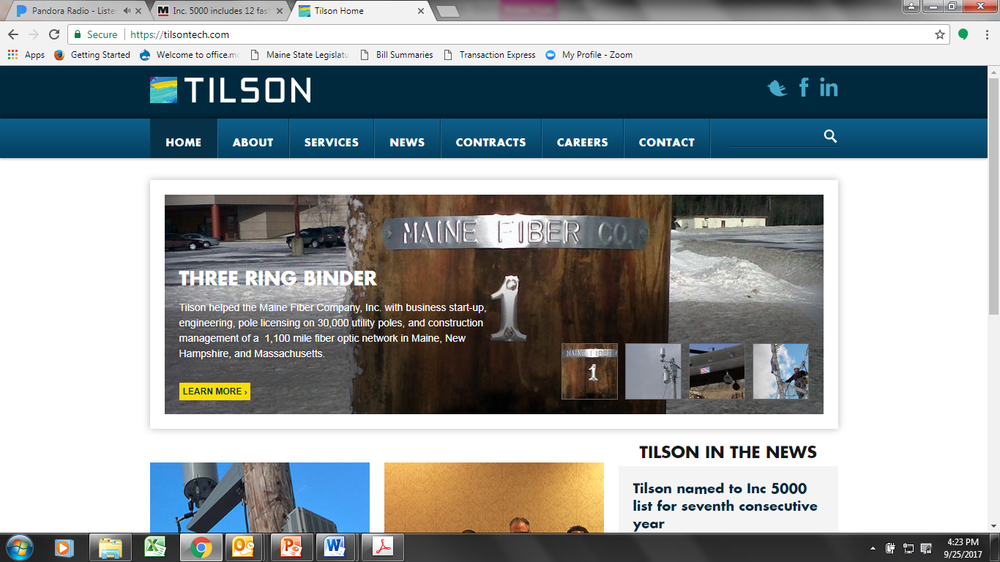 Pandora Radio - Lister
Inc. 5000 includes 12 fas
Tilson Home
Secure
https://tilsontech.com
Apps
Getting Started
Welcome to office.mo
Maine State Legislatu
Bill Summaries
Transaction Express
My Profile - Zoom
TILSON
HOME
ABOUT
SERVICES
NEWS
CONTRACTS
CAREERS
CONTACT
MAINE FIBER CO.
1
THREE RING BINDER
Tilson helped the Maine Fiber Company, Inc. with business start-up,
engineering, pole licensing on 30,000 utility poles, and construction
management of a 1,100 mile fiber optic network in Maine, New
Hampshire, and Massachusetts.
LEARN MORE ›
MAINE FIBER
1
TILSON IN THE NEWS
Tilson named to Inc 5000
list for seventh consecutive
year
4:23 PM
9/25/2017